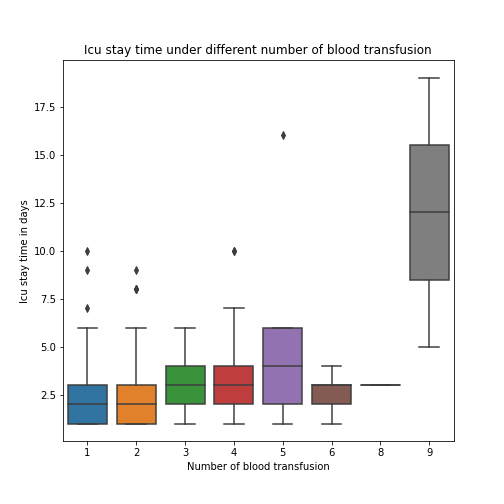 Icu stay time under different number of blood transfusion
17.5
15.0
12.5
10.0
7.5
5.0
2.5
Icu stay time in days
1 2 3 4 5 6 8 9
Number of blood transfusion